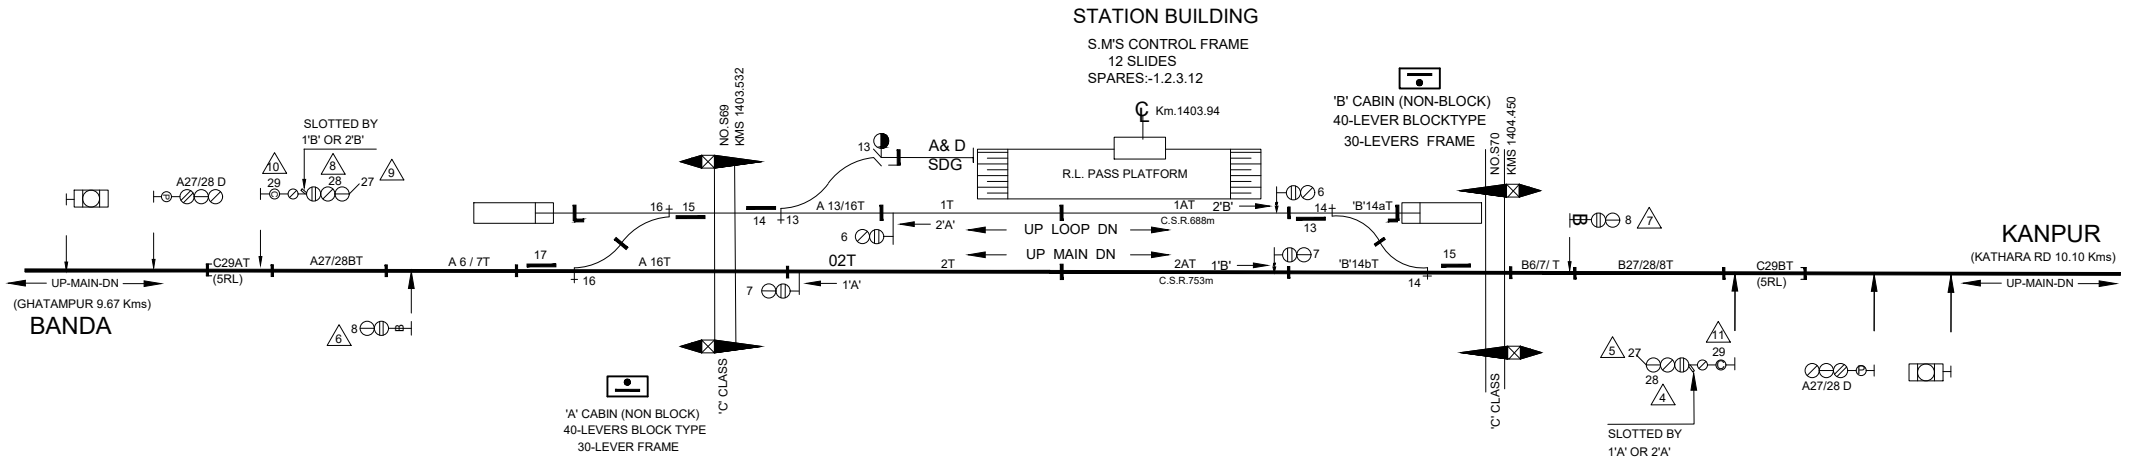 STATION BUILDING
S.M'S CONTROL FRAME
12 SLIDES
SPARES:-1.2.3.12
C
L
Km.1403.94
'B' CABIN (NON-BLOCK)
40-LEVER BLOCKTYPE
30-LEVERS FRAME
NO.S69
KMS 1403.532
NO.S70
KMS 1404.450
SLOTTED BY
1'B' OR 2'B'
10
29
8
28
27
9
P
A27/28 D
13
A& D
SDG
R.L. PASS PLATFORM
16
15
14
13
A 13/16T
1T
1AT
2'B'
6
C.S.R.688m
14
13
'B'14aT
B
8
7
6
2'A'
UP LOOP DN
UP MAIN DN
KANPUR
(KATHARA RD 10.10 Kms)
UP-MAIN-DN
C29AT
(5RL)
A27/28BT
A 6 / 7T
17
16
A 16T
02T
2T
2AT
1'B'
7
C.S.R.753m
'B'14bT
15
14
B6/7/ T
B27/28/8T
C29BT
(5RL)
UP-MAIN-DN
(GHATAMPUR 9.67 Kms)
BANDA
6
8
B
7
1'A'
'C' CLASS
'C' CLASS
'A' CABIN (NON BLOCK)
40-LEVERS BLOCK TYPE
30-LEVER FRAME
5
27
28
4
29
11
P
A27/28 D
SLOTTED BY
1'A' OR 2'A'